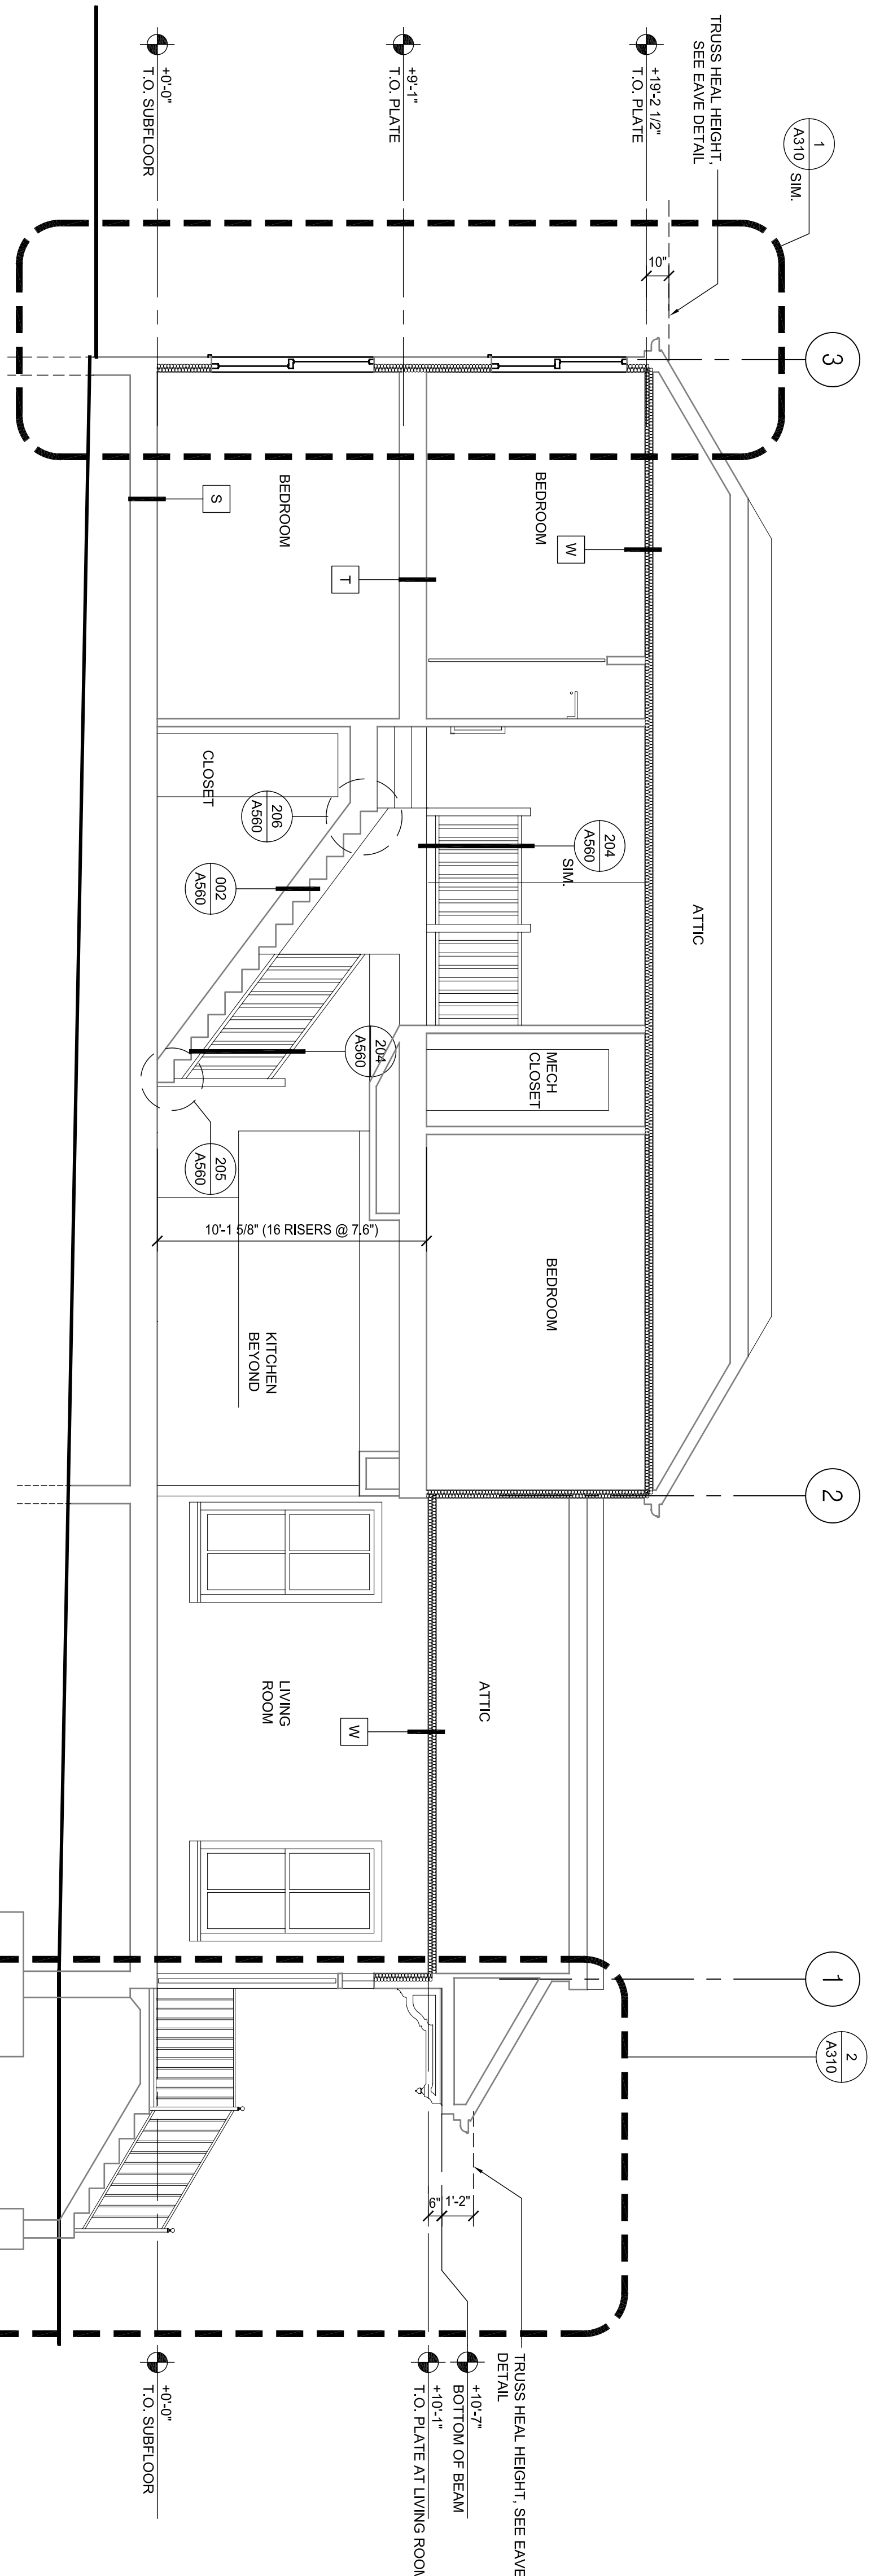 TRUSS HEAL HEIGHT,
SEE EAVE DETAIL
1
A310
SIM.
+19'-2 1/2"
T.O. PLATE
+9'-1"
T.O. PLATE
+0'-0"
T.O. SUBFLOOR
10"
3
BEDROOM
W
BEDROOM
S
T
ATTIC
CLOSET
206
A560
002
A560
204
A560
SIM.
204
A560
205
A560
MECH
CLOSET
10'-1 5/8" (16 RISERS @ 7.6")
BEDROOM
KITCHEN
BEYOND
2
ATTIC
LIVING
ROOM
W
1
2
A310
6"
1'-2"
TRUSS HEAL HEIGHT, SEE EAVE
DETAIL
+10'-7"
BOTTOM OF BEAM
+10'-1"
T.O. PLATE AT LIVING ROOM
+0'-0"
T.O. SUBFLOOR